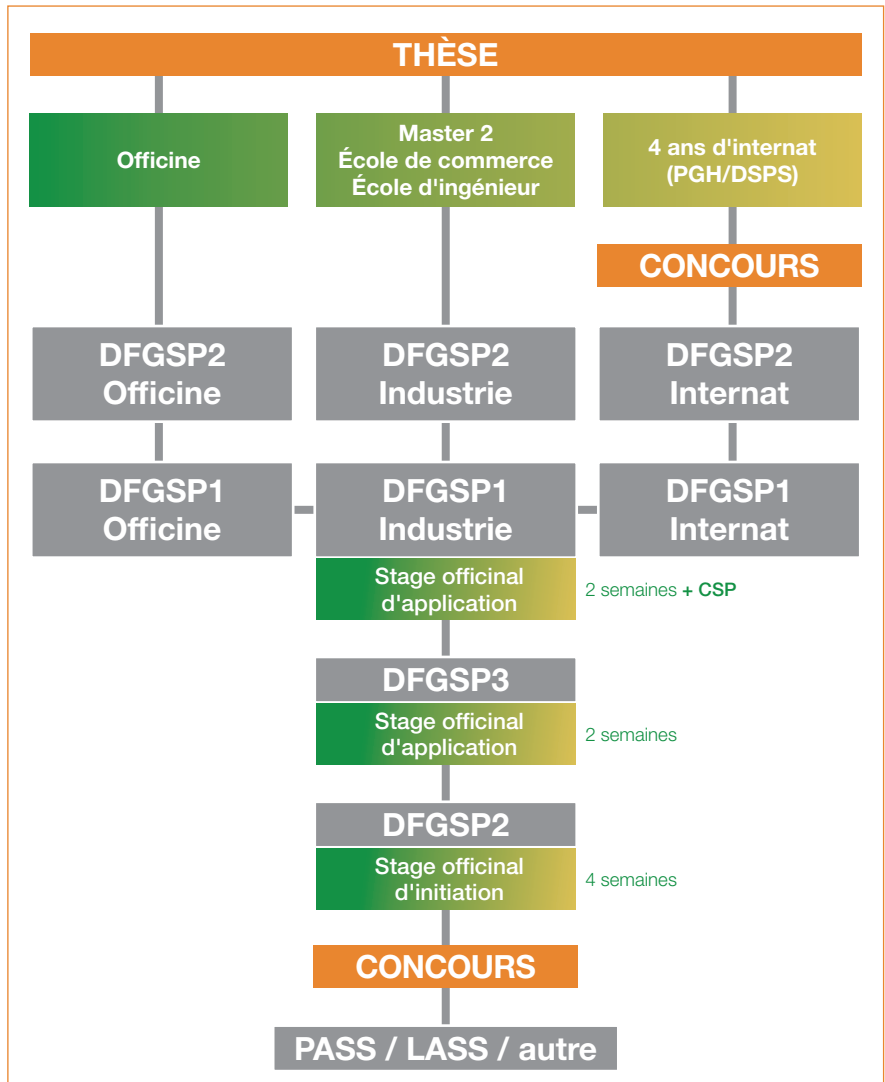 THÈSE
Officine
Master 2
École de commerce
École d'ingénieur
4 ans d'internat
(PGH/DSPS)
CONCOURS
DFGSP2
Officine
DFGSP2
Industrie
DFGSP2
Internat
DFGSP1
Officine
DFGSP1
Industrie
DFGSP1
Internat
Stage officinal
d'application
2 semaines + CSP
DFGSP3
Stage officinal
d'application
2 semaines
DFGSP2
Stage officinal
d'initiation
4 semaines
CONCOURS
PASS / LASS / autre